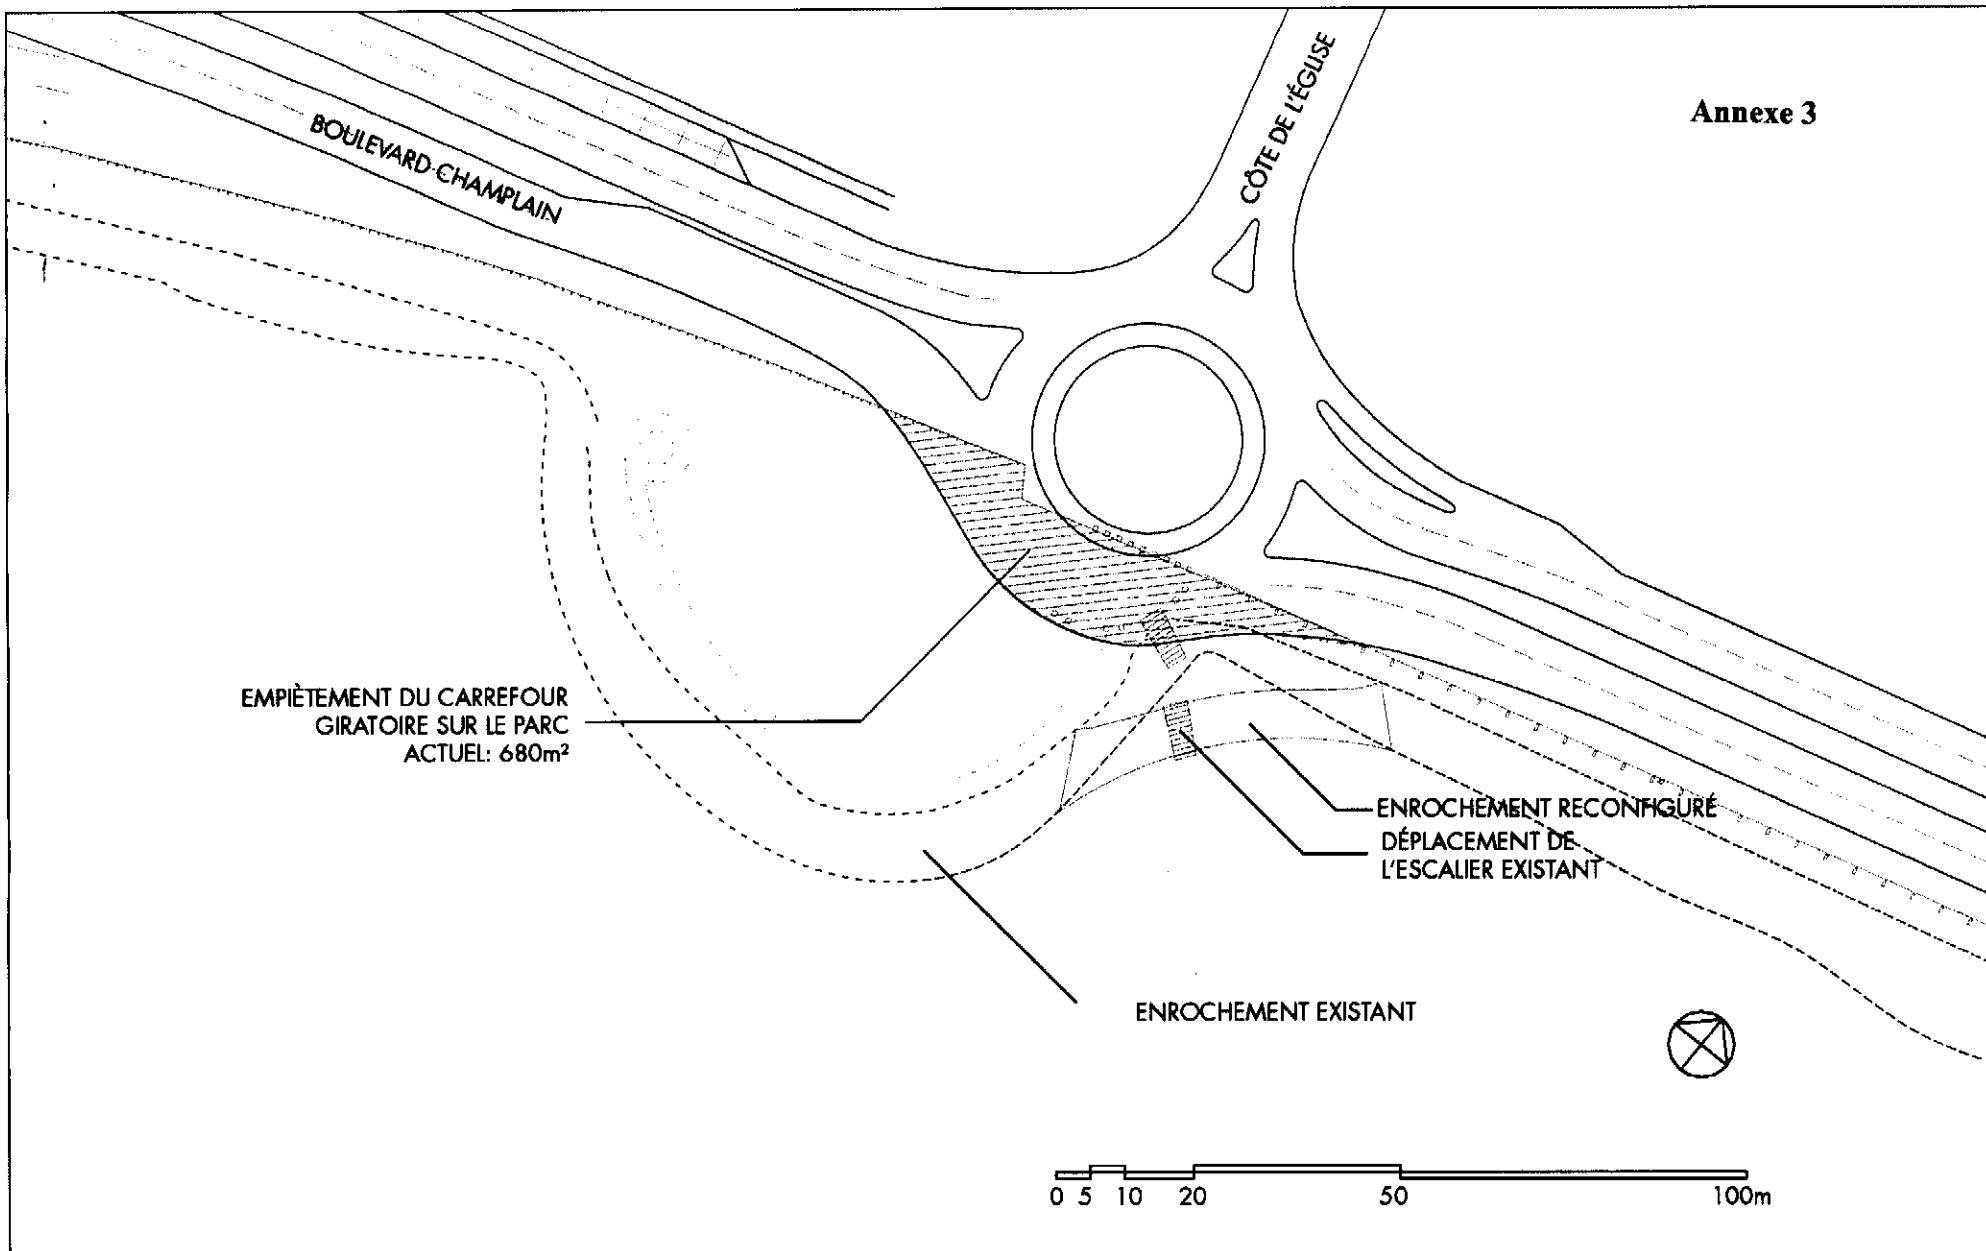 Annexe 3
CÔTE DE L'ÉGLISE
BOULEVARD CHAMPLAIN
EMPIÈTEMENT DU CARREFOUR
GIRATOIRE SUR LE PARC
ACTUEL: 680m²
ENROCHEMENT RECONFIGURÉ
DÉPLACEMENT DE
L'ESCALIER EXISTANT
ENROCHEMENT EXISTANT
0 5 10 20 50 100m